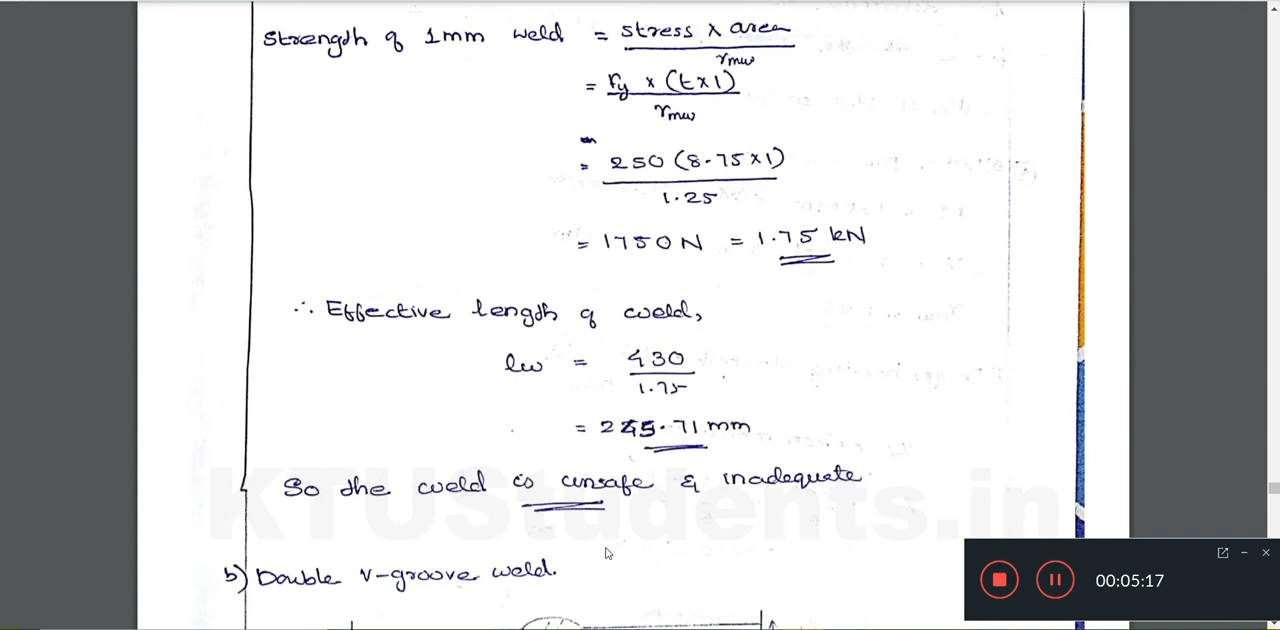 Strength of 1mm weld = stress x area
γmw
= Fy x (t x 1)
γmw
= 250 (8.75 x 1)
1.25
= 1750 N = 1.75 kN
∴ Effective length of weld,
lw = 430
1.75
= 245.71 mm
So the weld is unsafe & inadequate
KTUStudents.in
b) Double V-groove weld.
00:05:17